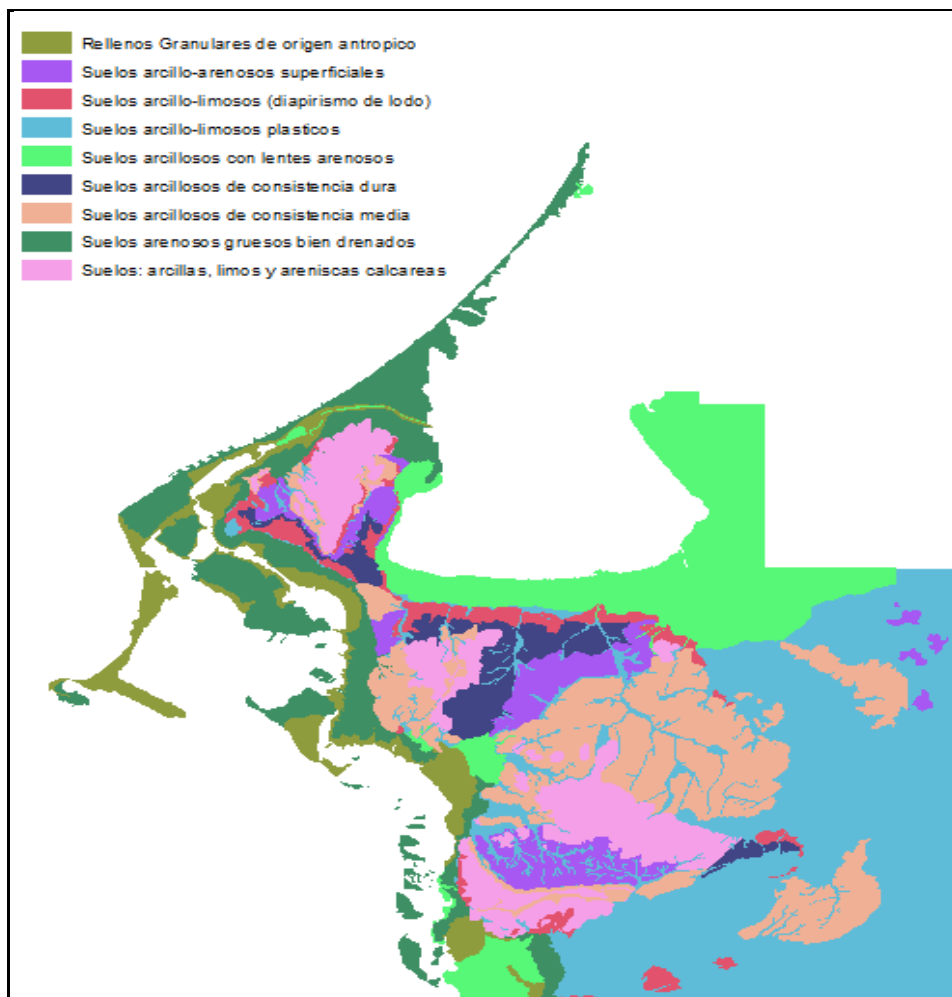 Rellenos Granulares de origen antropico
Suelos arcillo-arenosos superficiales
Suelos arcillo-limosos (diapirismo de lodo)
Suelos arcillo-limosos plasticos
Suelos arcillosos con lentes arenosos
Suelos arcillosos de consistencia dura
Suelos arcillosos de consistencia media
Suelos arenosos gruesos bien drenados
Suelos: arcillas, limos y areniscas calcareas